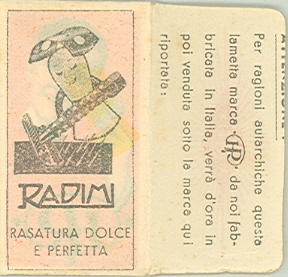 RADIMI
RASATURA DOLCE
E PERFETTA
ATTENZIONE!
Per ragioni autarchiche questa
lametta marca "P" da noi fab-
bricata in Italia, verrà d'ora in
poi venduta sotto la marca qui
riportata: